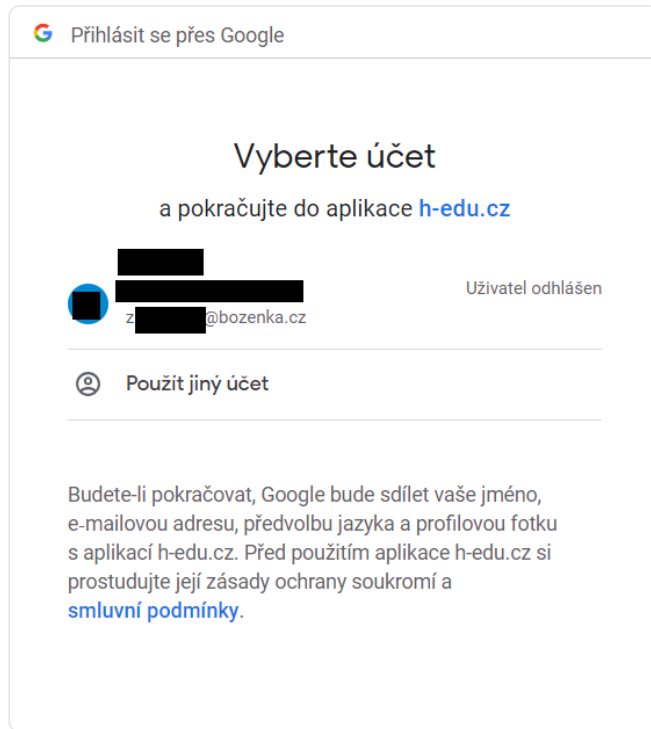 Přihlásit se přes Google
Vyberte účet
a pokračujte do aplikace h-edu.cz
Uživatel odhlášen
z @bozenka.cz
Použít jiný účet
Budete-li pokračovat, Google bude sdílet vaše jméno,
e-mailovou adresu, předvolbu jazyka a profilovou fotku
s aplikací h-edu.cz. Před použitím aplikace h-edu.cz si
prostudujte její zásady ochrany soukromí a
smluvní podmínky.